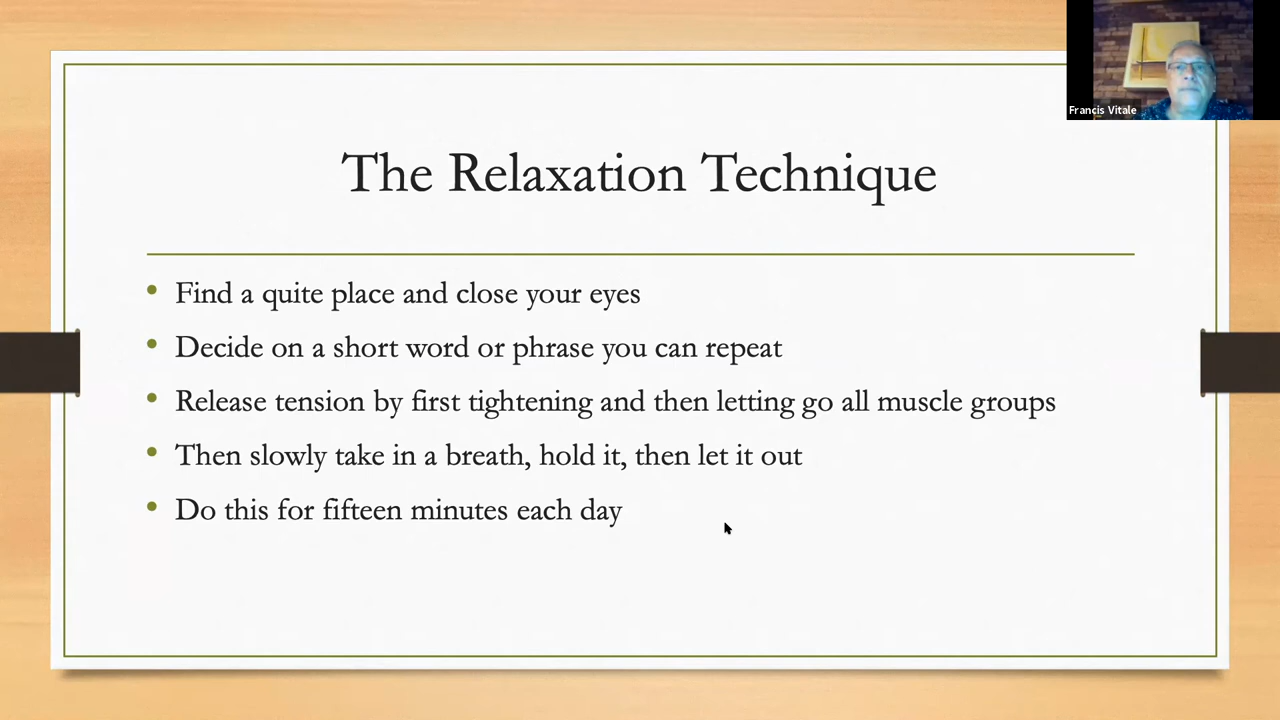 Francis Vitale
The Relaxation Technique
• Find a quite place and close your eyes
• Decide on a short word or phrase you can repeat
• Release tension by first tightening and then letting go all muscle groups
• Then slowly take in a breath, hold it, then let it out
• Do this for fifteen minutes each day